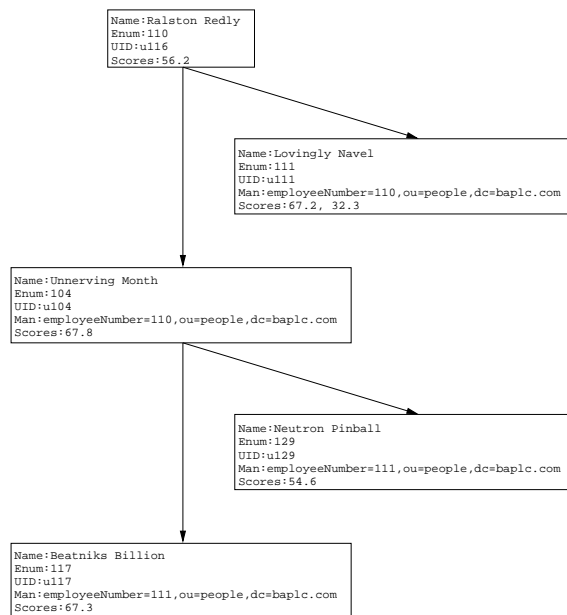 Name:Ralston Redly
Enum:110
UID:u116
Scores:56.2
Name:Lovingly Navel
Enum:111
UID:u111
Man:employeeNumber=110,ou=people,dc=baplc.com
Scores:67.2, 32.3
Name:Unnerving Month
Enum:104
UID:u104
Man:employeeNumber=110,ou=people,dc=baplc.com
Scores:67.8
Name:Neutron Pinball
Enum:129
UID:u129
Man:employeeNumber=111,ou=people,dc=baplc.com
Scores:54.6
Name:Beatniks Billion
Enum:117
UID:u117
Man:employeeNumber=111,ou=people,dc=baplc.com
Scores:67.3